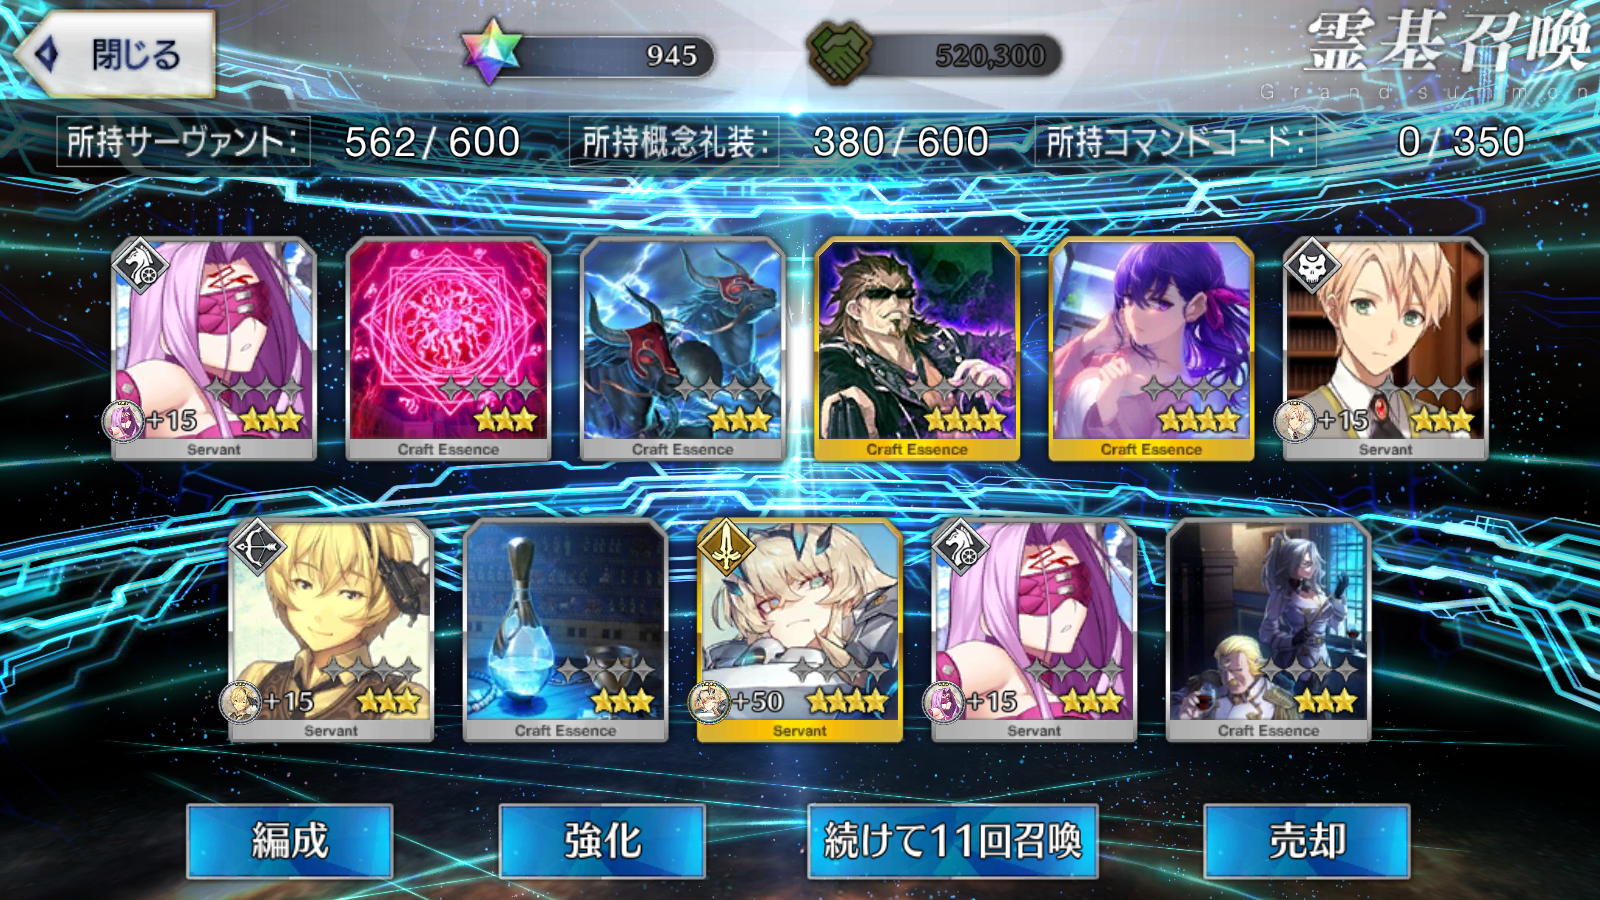 閉じる
945
520,300
霊基召喚
Grand summon
所持サーヴァント:
562/600
所持概念礼装:
380/600
所持コマンドコード:
0/350
+15
Servant
Craft Essence
Craft Essence
Craft Essence
Craft Essence
+15
Servant
+15
Servant
Craft Essence
+50
Servant
+15
Servant
Craft Essence
編成
強化
続けて11回召喚
売却